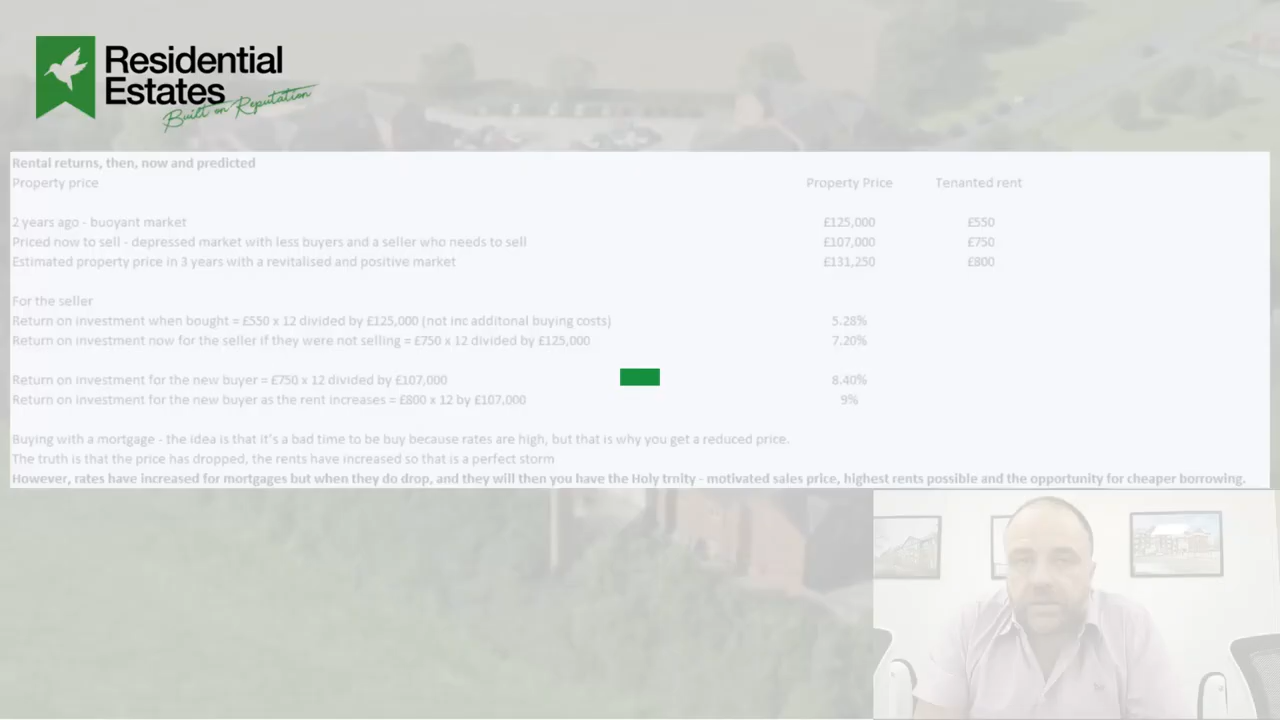 Residential
Estates
Built on Reputation
Rental returns, then, now and predicted
Property price Property Price Tenanted rent
2 years ago - buoyant market £125,000 £550
Priced now to sell - depressed market with less buyers and a seller who needs to sell £107,000 £750
Estimated property price in 3 years with a revitalised and positive market £131,250 £800
For the seller
Return on investment when bought = £550 x 12 divided by £125,000 (not inc additonal buying costs) 5.28%
Return on investment now for the seller if they were not selling = £750 x 12 divided by £125,000 7.20%
Return on investment for the new buyer = £750 x 12 divided by £107,000 8.40%
Return on investment for the new buyer as the rent increases = £800 x 12 by £107,000 9%
Buying with a mortgage - the idea is that it's a bad time to be buy because rates are high, but that is why you get a reduced price.
The truth is that the price has dropped, the rents have increased so that is a perfect storm
However, rates have increased for mortgages but when they do drop, and they will then you have the Holy trnity - motivated sales price, highest rents possible and the opportunity for cheaper borrowing.